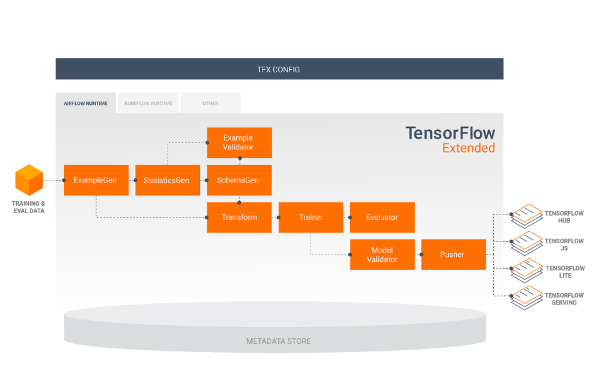 TFX CONFIG
AIRFLOW RUNTIME
KUBEFLOW RUNTIME
OTHER
TensorFlow
Extended
Example
Validator
ExampleGen
StatisticsGen
SchemaGen
TRAINING &
EVAL DATA
Transform
Trainer
Evaluator
Model
Validator
Pusher
TENSORFLOW
HUB
TENSORFLOW
JS
TENSORFLOW
LITE
TENSORFLOW
SERVING
METADATA STORE